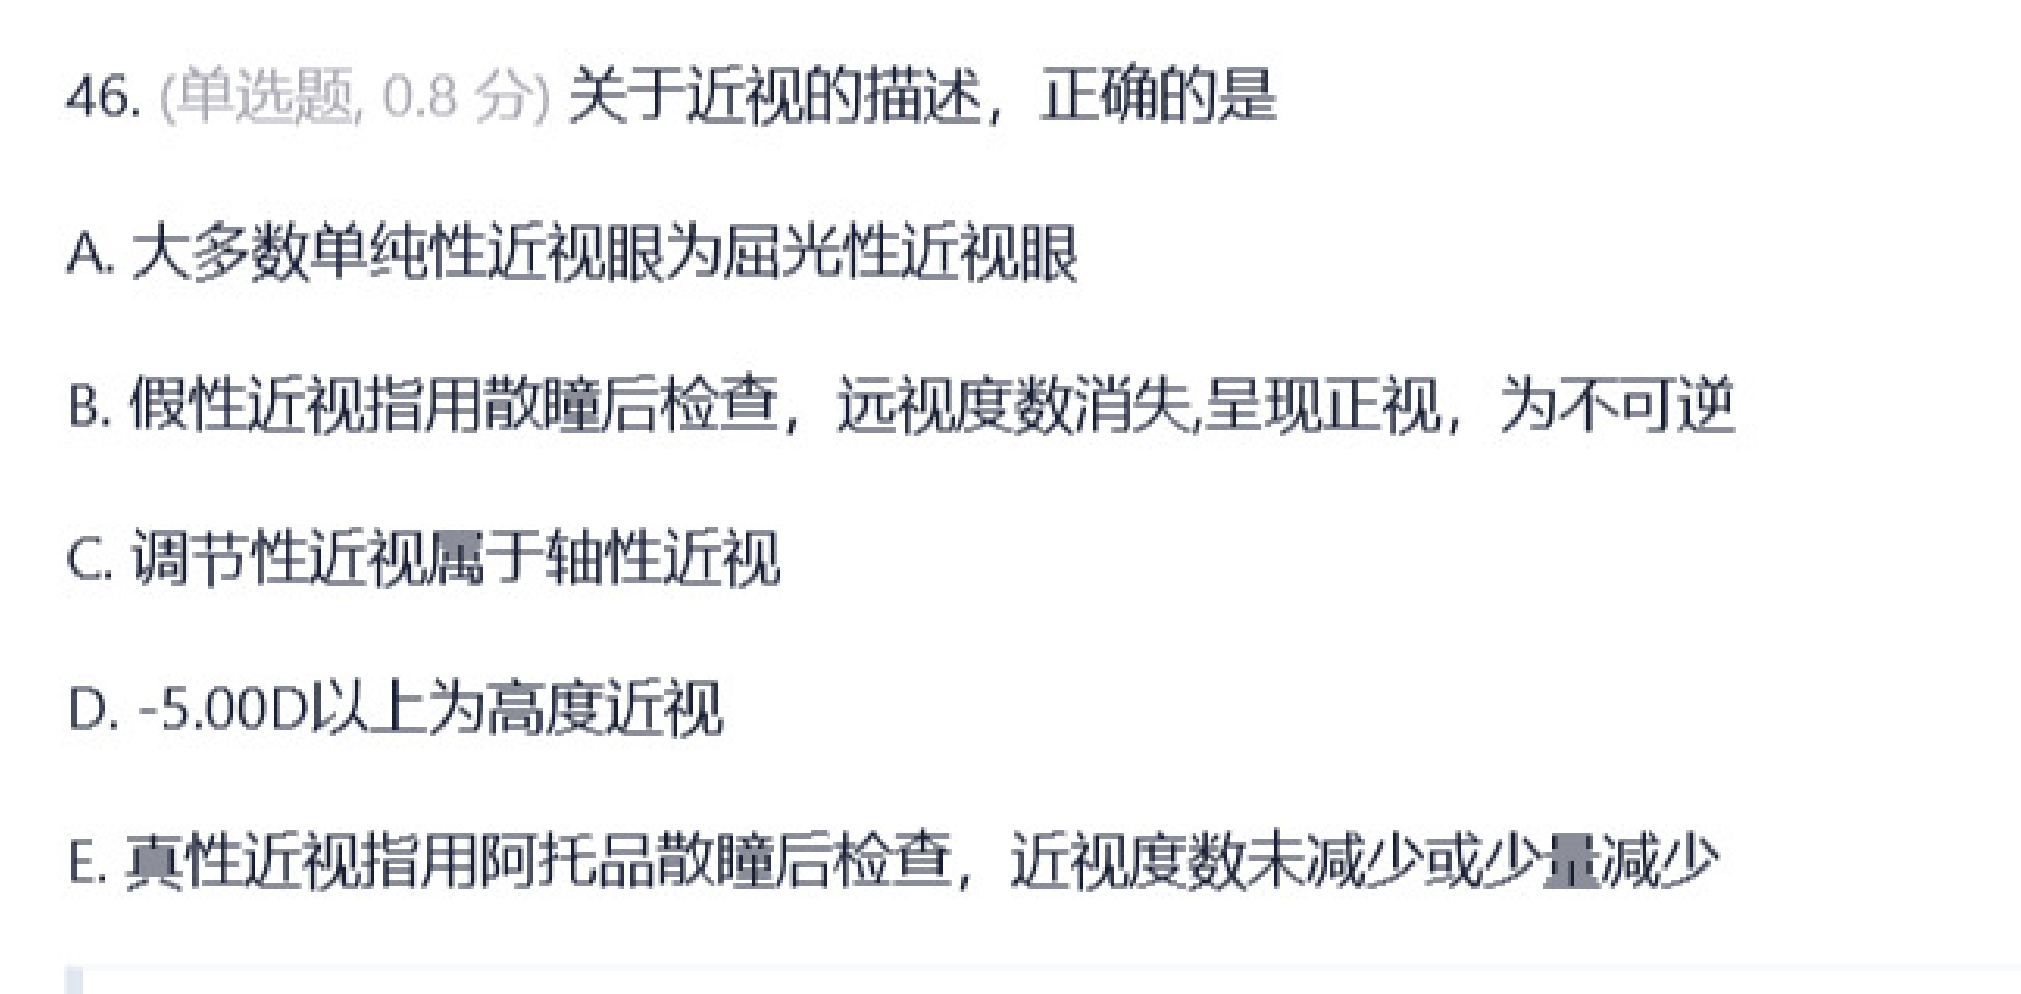 46. (单选题, 0.8 分) 关于近视的描述，正确的是
A. 大多数单纯性近视眼为屈光性近视眼
B. 假性近视指用散瞳后检查，远视度数消失,呈现正视，为不可逆
C. 调节性近视属于轴性近视
D. -5.00D以上为高度近视
E. 真性近视指用阿托品散瞳后检查，近视度数未减少或少量减少